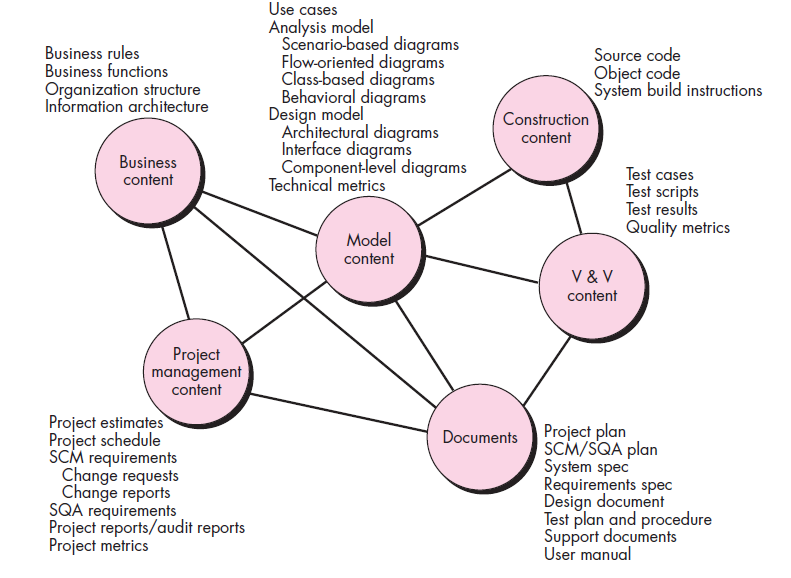 Use cases
Analysis model
Scenario-based diagrams
Flow-oriented diagrams
Class-based diagrams
Behavioral diagrams
Design model
Architectural diagrams
Interface diagrams
Component-level diagrams
Technical metrics
Business rules
Business functions
Organization structure
Information architecture
Source code
Object code
System build instructions
Construction
content
Business
content
Test cases
Test scripts
Test results
Quality metrics
Model
content
V & V
content
Project
management
content
Documents
Project estimates
Project schedule
SCM requirements
Change requests
Change reports
SQA requirements
Project reports/audit reports
Project metrics
Project plan
SCM/SQA plan
System spec
Requirements spec
Design document
Test plan and procedure
Support documents
User manual